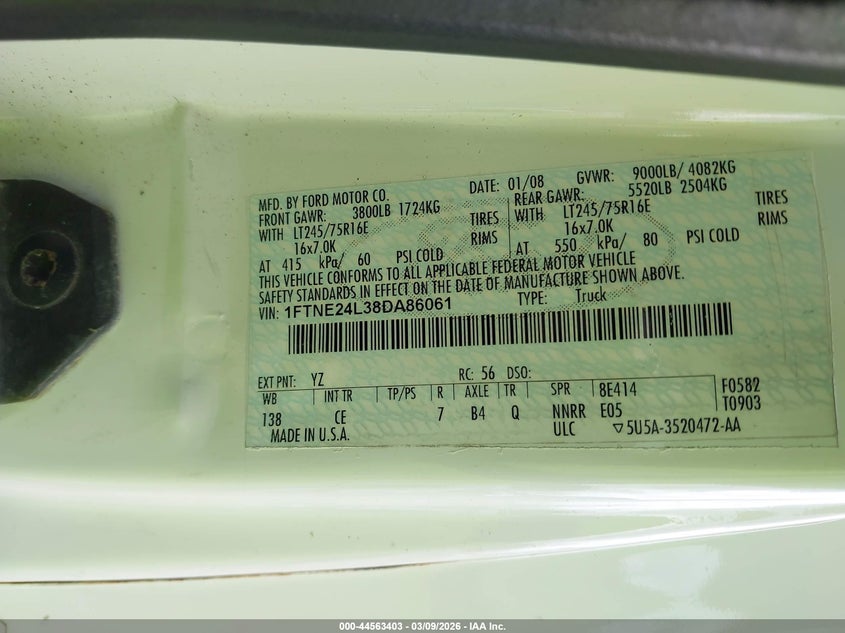 MFD. BY FORD MOTOR CO. DATE: 01/08 GVWR: 9000LB/ 4082KG
FRONT GAWR: 3800LB 1724KG REAR GAWR: 5520LB 2504KG
WITH LT245/75R16E TIRES WITH LT245/75R16E TIRES
16x7.0K RIMS 16x7.0K RIMS
AT 415 kPa/ 60 PSI COLD AT 550 kPa/ 80 PSI COLD
THIS VEHICLE CONFORMS TO ALL APPLICABLE FEDERAL MOTOR VEHICLE
SAFETY STANDARDS IN EFFECT ON THE DATE OF MANUFACTURE SHOWN ABOVE.
VIN: 1FTNE24L38DA86061 TYPE: Truck
EXT PNT: YZ RC: 56 DSO:
WB INT TR TP/PS R AXLE TR SPR 8E414 F0582
138 CE 7 B4 Q NNRR E05 T0903
MADE IN U.S.A. ULC ▽5U5A-3520472-AA
000-44563403 - 03/09/2026 - IAA Inc.